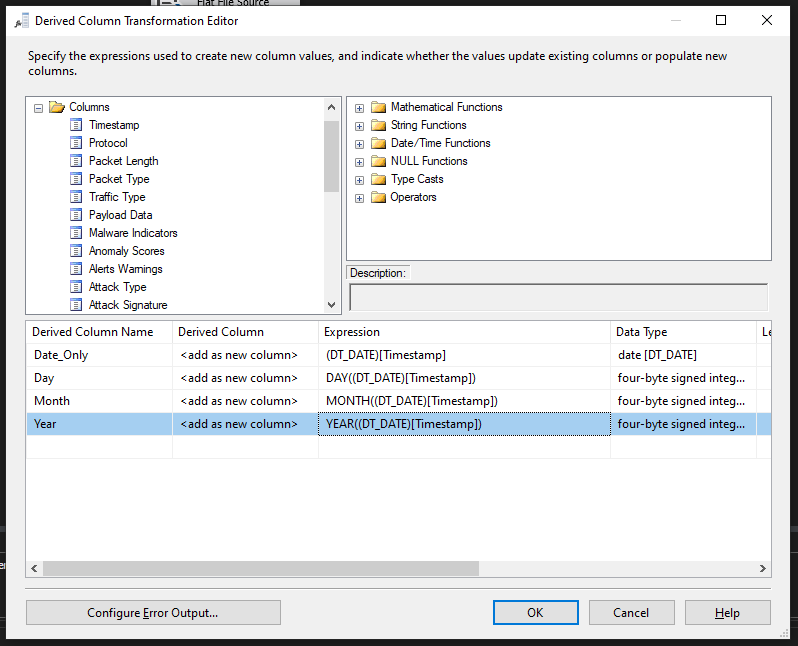 Flat File Source
Derived Column Transformation Editor
Specify the expressions used to create new column values, and indicate whether the values update existing columns or populate new
columns.
Columns
Timestamp
Protocol
Packet Length
Packet Type
Traffic Type
Payload Data
Malware Indicators
Anomaly Scores
Alerts Warnings
Attack Type
Attack Signature
Mathematical Functions
String Functions
Date/Time Functions
NULL Functions
Type Casts
Operators
Description:
Derived Column Name Derived Column Expression Data Type Le
Date_Only <add as new column> (DT_DATE)[Timestamp] date [DT_DATE]
Day <add as new column> DAY((DT_DATE)[Timestamp]) four-byte signed integ...
Month <add as new column> MONTH((DT_DATE)[Timestamp]) four-byte signed integ...
Year <add as new column> YEAR((DT_DATE)[Timestamp]) four-byte signed integ...
Configure Error Output... OK Cancel Help